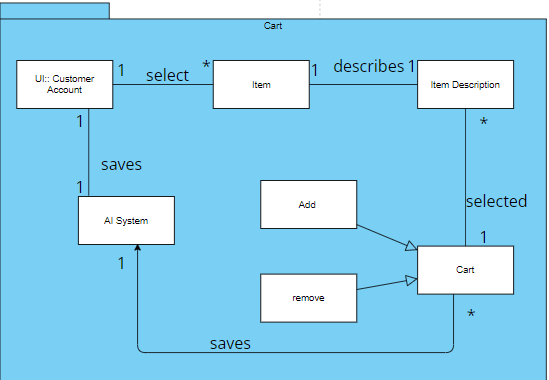 Cart
UI:: Customer
Account
1
select
*
Item
1
describes
1
Item Description
1
*
saves
1
AI System
1
Add
selected
1
Cart
remove
*
saves